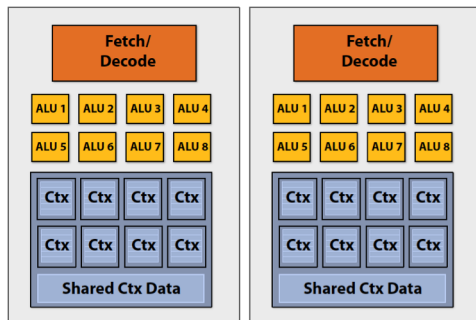 Fetch/
Decode
ALU 1 ALU 2 ALU 3 ALU 4
ALU 5 ALU 6 ALU 7 ALU 8
Ctx Ctx Ctx Ctx
Ctx Ctx Ctx Ctx
Shared Ctx Data
Fetch/
Decode
ALU 1 ALU 2 ALU 3 ALU 4
ALU 5 ALU 6 ALU 7 ALU 8
Ctx Ctx Ctx Ctx
Ctx Ctx Ctx Ctx
Shared Ctx Data